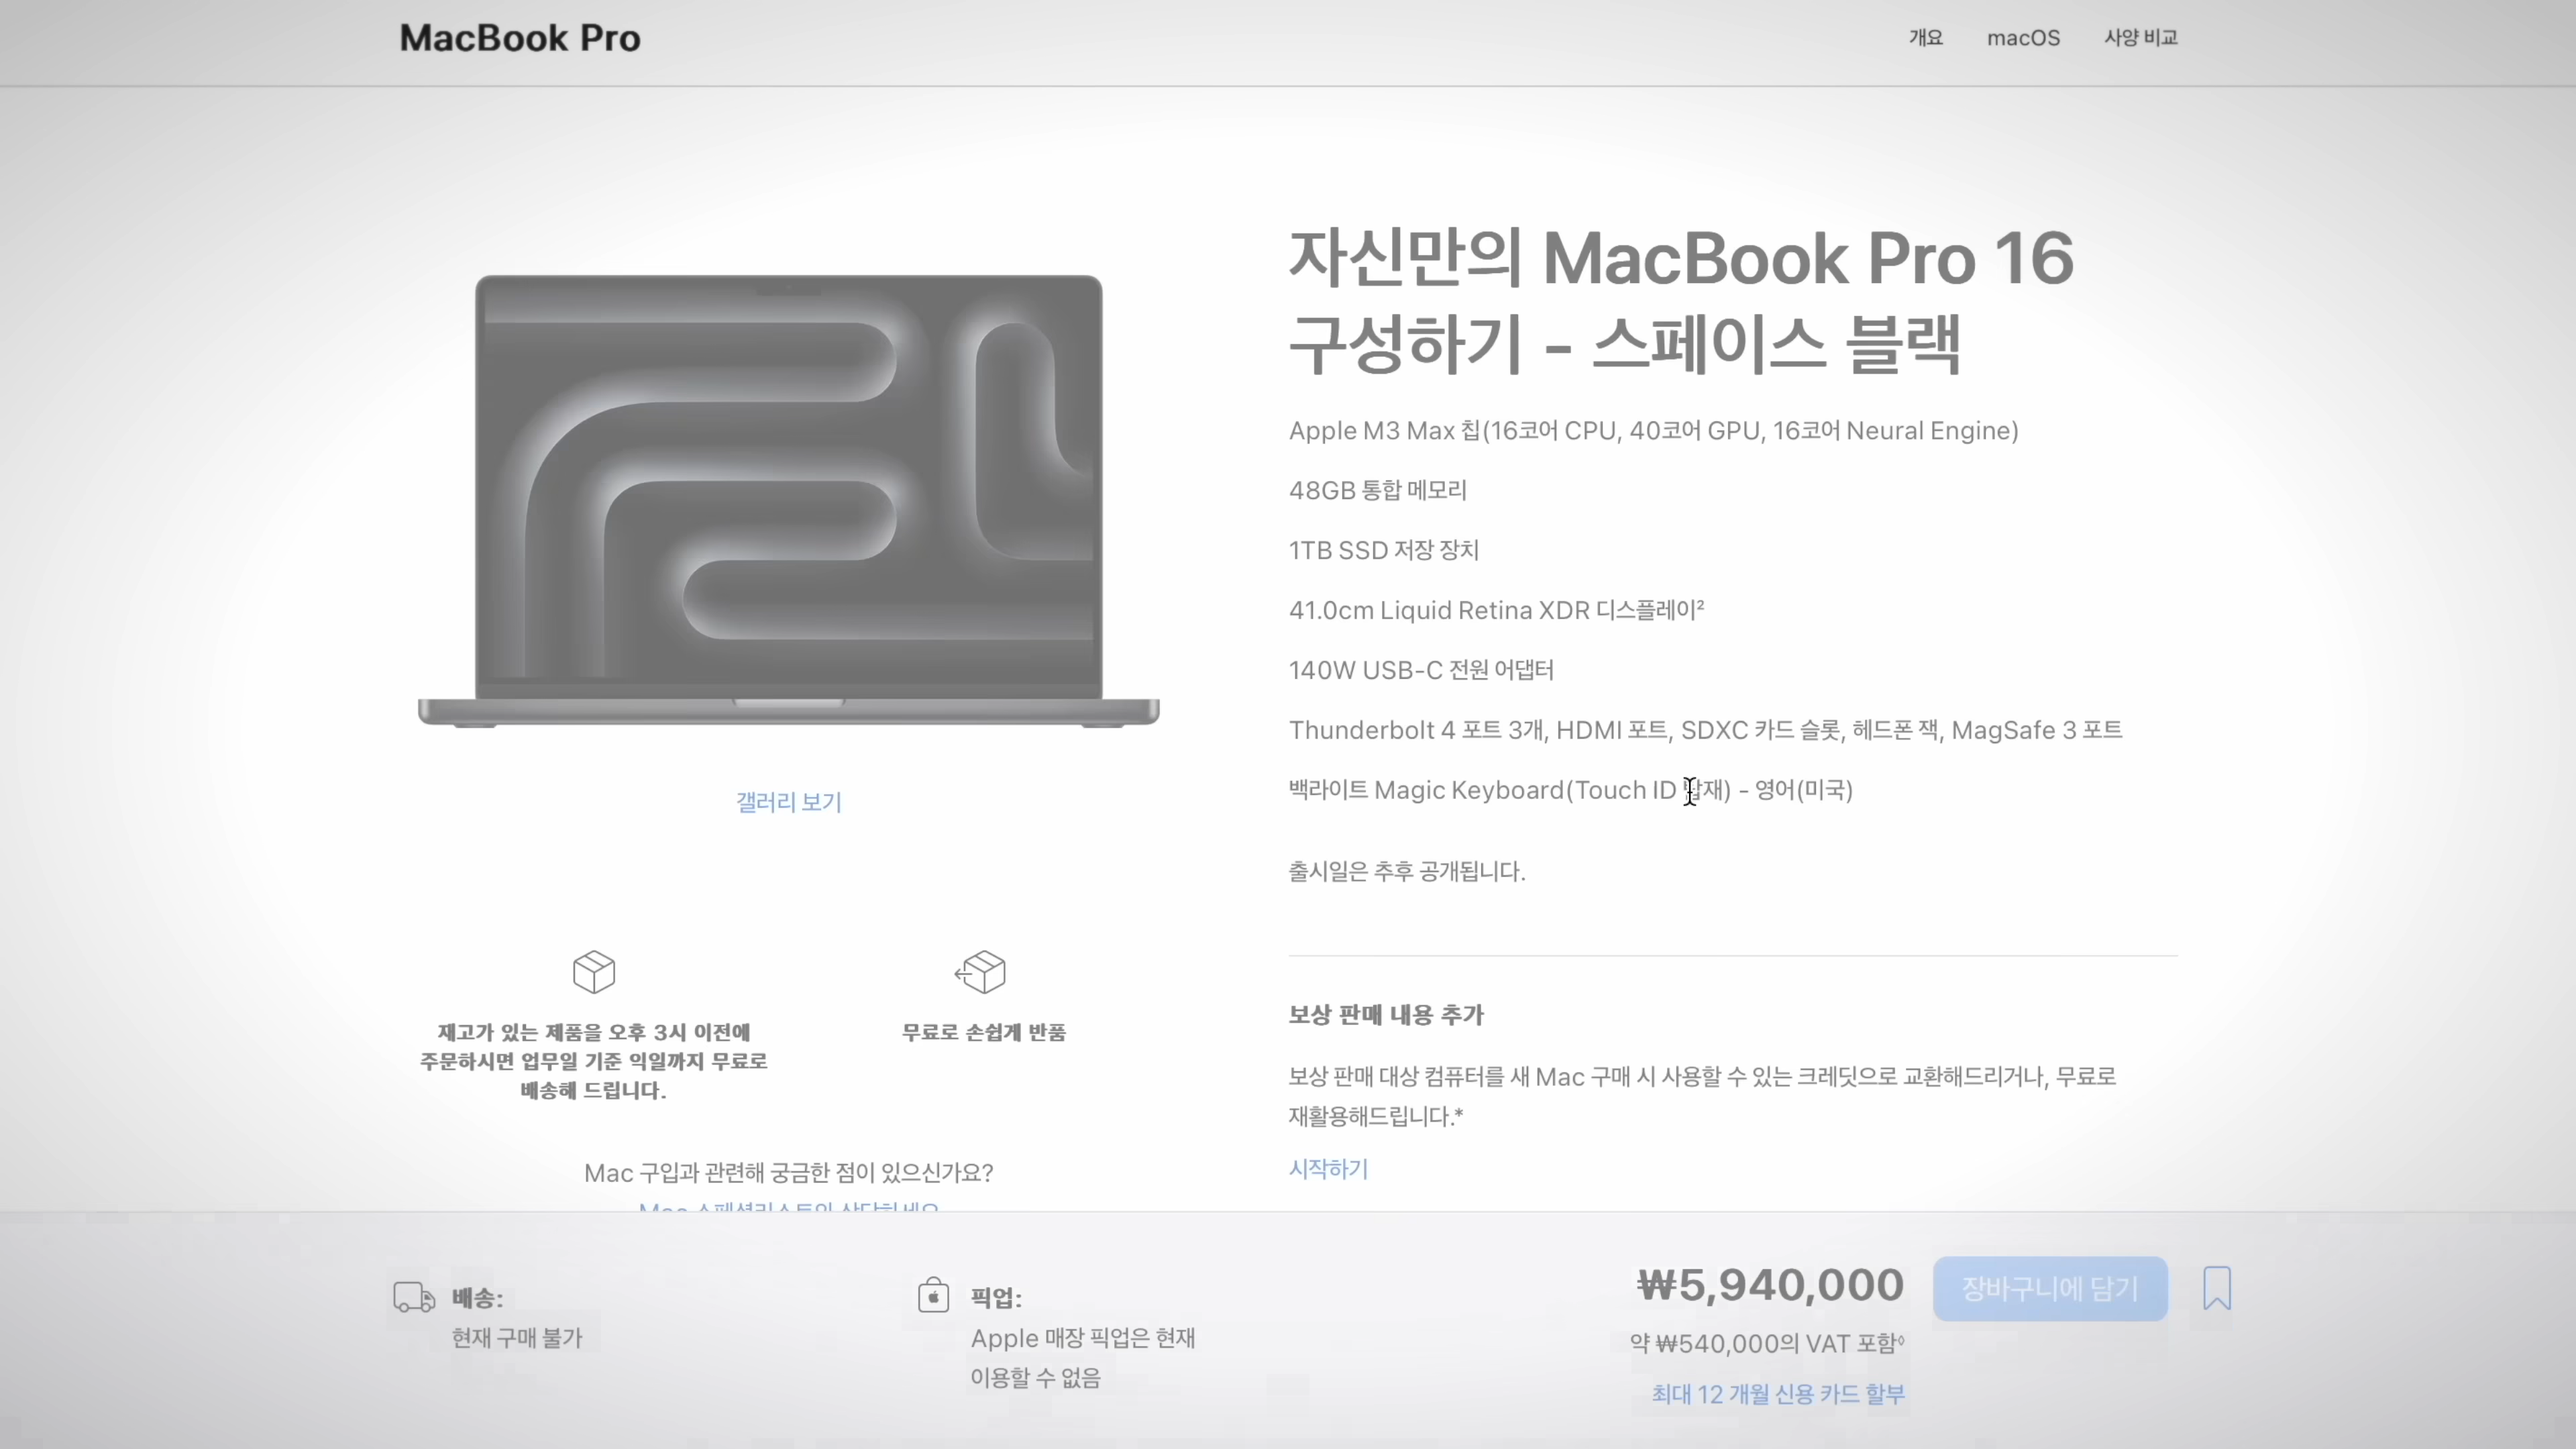 MacBook Pro
개요
macOS
사양 비교
자신만의 MacBook Pro 16
구성하기 - 스페이스 블랙
Apple M3 Max 칩(16코어 CPU, 40코어 GPU, 16코어 Neural Engine)
48GB 통합 메모리
1TB SSD 저장 장치
41.0cm Liquid Retina XDR 디스플레이²
140W USB-C 전원 어댑터
Thunderbolt 4 포트 3개, HDMI 포트, SDXC 카드 슬롯, 헤드폰 잭, MagSafe 3 포트
백라이트 Magic Keyboard(Touch ID 탑재) - 영어(미국)
출시일은 추후 공개됩니다.
갤러리 보기
재고가 있는 제품을 오후 3시 이전에
주문하시면 업무일 기준 익일까지 무료로
배송해 드립니다.
무료로 손쉽게 반품
Mac 구입과 관련해 궁금한 점이 있으신가요?
Mac 스페셜리스트와 상담하세요
보상 판매 내용 추가
보상 판매 대상 컴퓨터를 새 Mac 구매 시 사용할 수 있는 크레딧으로 교환해드리거나, 무료로
재활용해드립니다.*
시작하기
배송:
현재 구매 불가
픽업:
Apple 매장 픽업은 현재
이용할 수 없음
₩5,940,000
약 ₩540,000의 VAT 포함◊
최대 12 개월 신용 카드 할부
장바구니에 담기